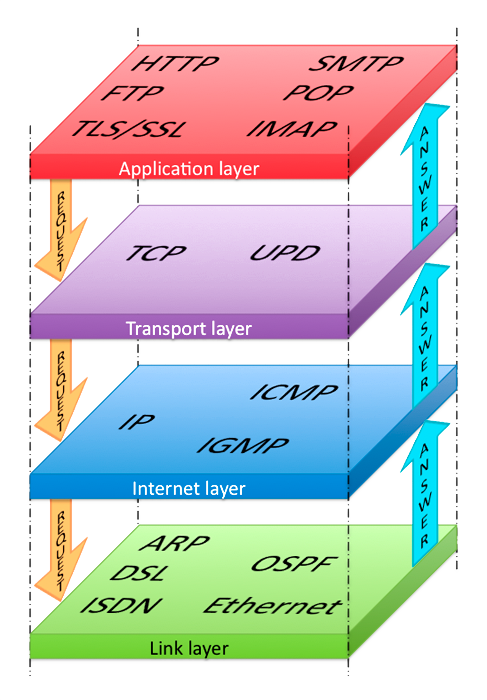 HTTP SMTP
FTP POP
TLS/SSL IMAP
Application layer
REQUEST
ANSWER
TCP UPD
Transport layer
REQUEST
ANSWER
ICMP
IP
IGMP
Internet layer
REQUEST
ANSWER
ARP
OSPF
DSL
ISDN Ethernet
Link layer